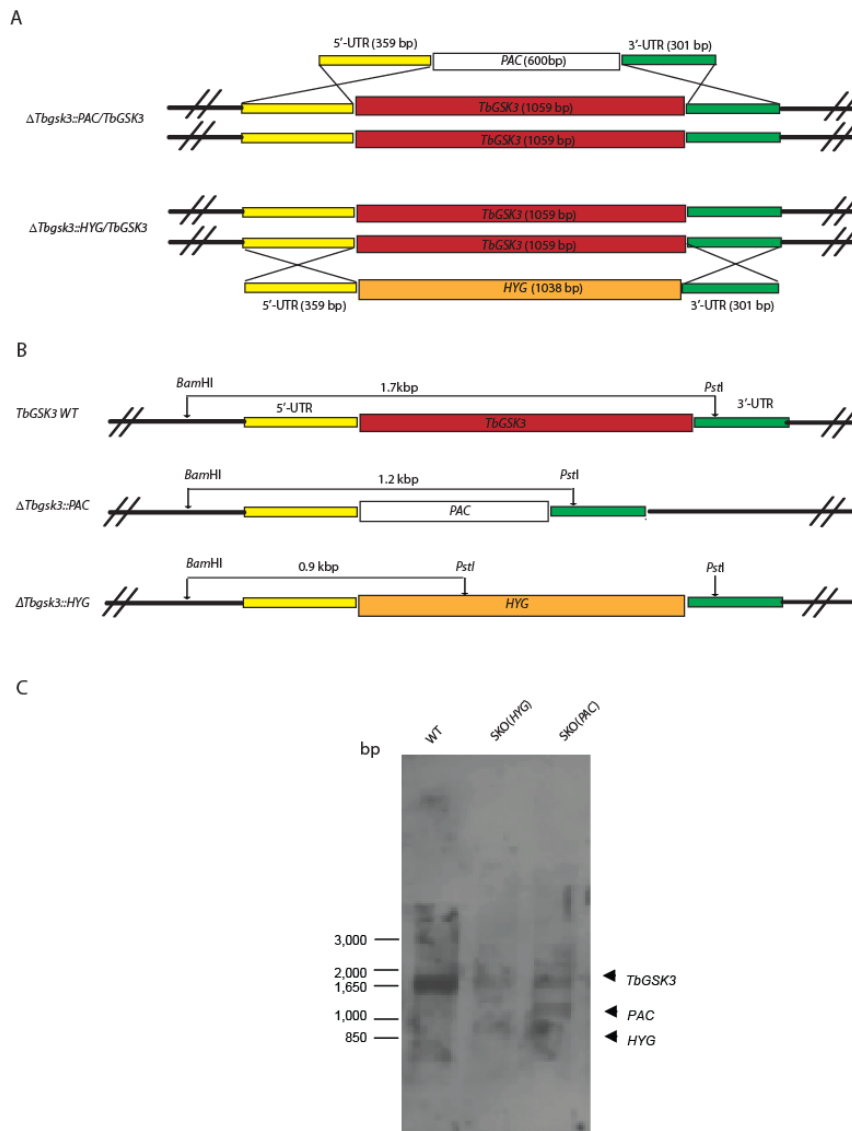 A
5'-UTR (359 bp) PAC (600bp) 3'-UTR (301 bp)
ΔTbgsk3::PAC/TbGSK3
TbGSK3 (1059 bp)
TbGSK3 (1059 bp)
ΔTbgsk3::HYG/TbGSK3
TbGSK3 (1059 bp)
TbGSK3 (1059 bp)
5'-UTR (359 bp) HYG (1038 bp) 3'-UTR (301 bp)
B
BamHI 1.7kbp PstI
TbGSK3 WT 5'-UTR TbGSK3 3'-UTR
BamHI 1.2 kbp PstI
ΔTbgsk3::PAC PAC
BamHI 0.9 kbp PstI PstI
ΔTbgsk3::HYG HYG
C
bp WT SKO(HYG) SKO(PAC)
3,000
2,000 TbGSK3
1,650
1,000 PAC
850 HYG